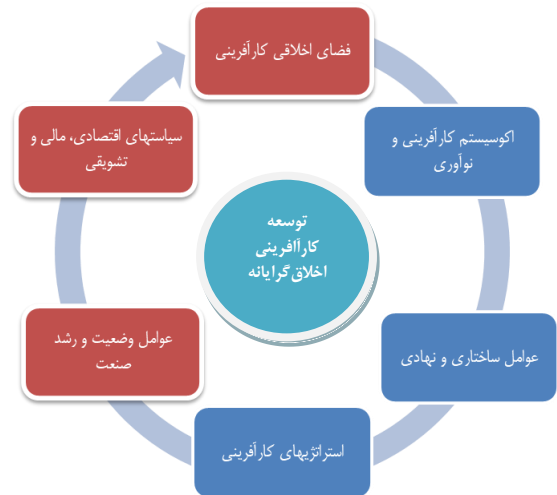 فضای اخلاقی کارآفرینی
اکوسیستم کارآفرینی و
نوآوری
عوامل ساختاری و نهادی
استراتژیهای کارآفرینی
عوامل وضعیت و رشد
صنعت
سیاستهای اقتصادی، مالی و
تشویقی
توسعه
کاراآفرینی
اخلاق‌گرایانه